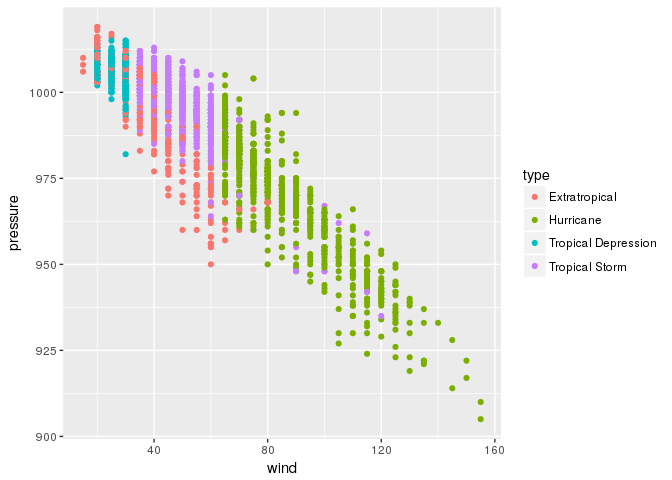 type
1000
Extratropical
Hurricane
975
Tropical Depression
pressure
Tropical Storm
950
925
900
40
80
120
160
wind